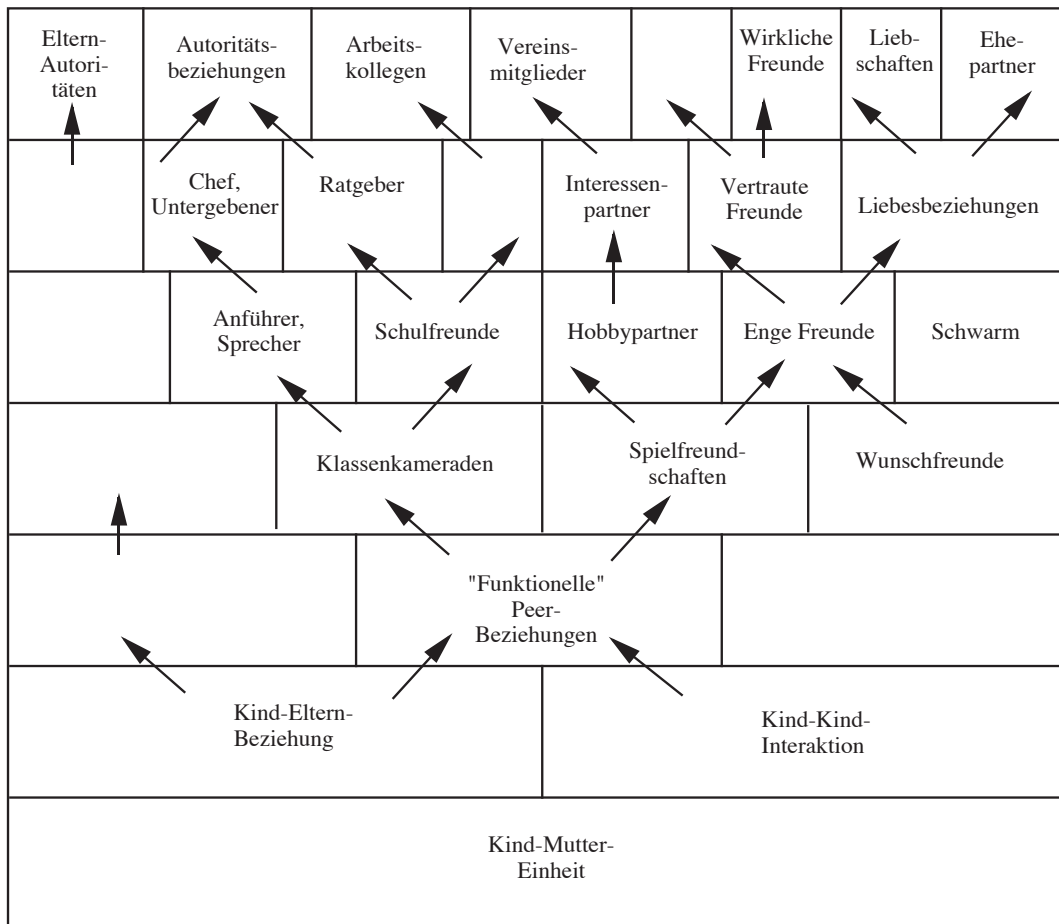 Eltern-
Autori-
täten
Autoritäts-
beziehungen
Arbeits-
kollegen
Vereins-
mitglieder
Wirkliche
Freunde
Lieb-
schaften
Ehe-
partner
Chef,
Untergebener
Ratgeber
Interessen-
partner
Vertraute
Freunde
Liebesbeziehungen
Anführer,
Sprecher
Schulfreunde
Hobbypartner
Enge Freunde
Schwarm
Klassenkameraden
Spielfreund-
schaften
Wunschfreunde
"Funktionelle"
Peer-
Beziehungen
Kind-Eltern-
Beziehung
Kind-Kind-
Interaktion
Kind-Mutter-
Einheit